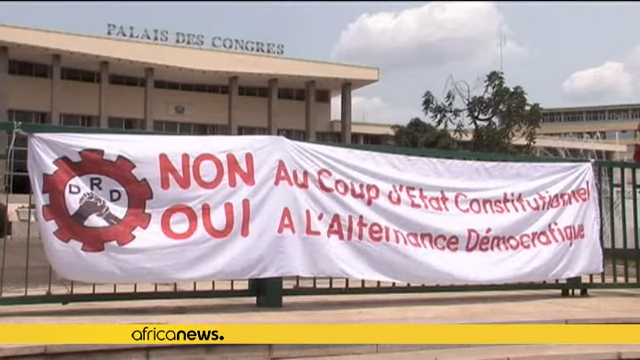 PALAIS DES CONGRES
DRD
NON Au Coup d'Etat Constitutionnel
OUI A L'Alternance Démocratique
africanews.